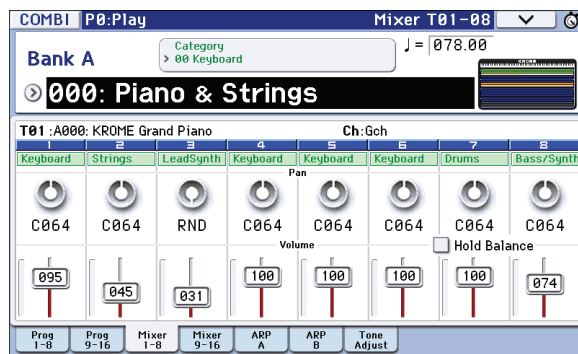 COMBI P0:Play Mixer T01-08
Bank A
Category
00 Keyboard
♩= 078.00
KROME
000: Piano & Strings
T01 :A000: KROME Grand Piano Ch:Gch
1 2 3 4 5 6 7 8
Keyboard Strings LeadSynth Keyboard Keyboard Keyboard Drums Bass/Synth
Pan
C064 C064 RND C064 C064 C064 C064 C064
Volume
Hold Balance
095 045 031 100 100 100 100 074
Prog 1-8 Prog 9-16 Mixer 1-8 Mixer 9-16 ARP A ARP B Tone Adjust